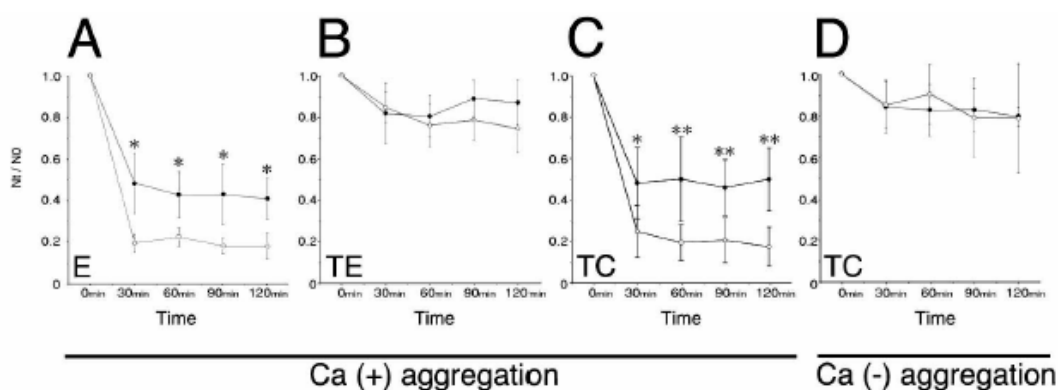 A B C D
Nt / N0
1.0 1.0 1.0 1.0
0.8 0.8 0.8 0.8
* ** ** **
* * * *
0.6 0.6 0.6 0.6
0.4 0.4 0.4 0.4
0.2 0.2 0.2 0.2
E TE TC TC
0 0 0 0
0min 30min 60min 90min 120min 0min 30min 60min 90min 120min 0min 30min 60min 90min 120min 0min 30min 60min 90min 120min
Time Time Time Time
Ca (+) aggregation Ca (-) aggregation